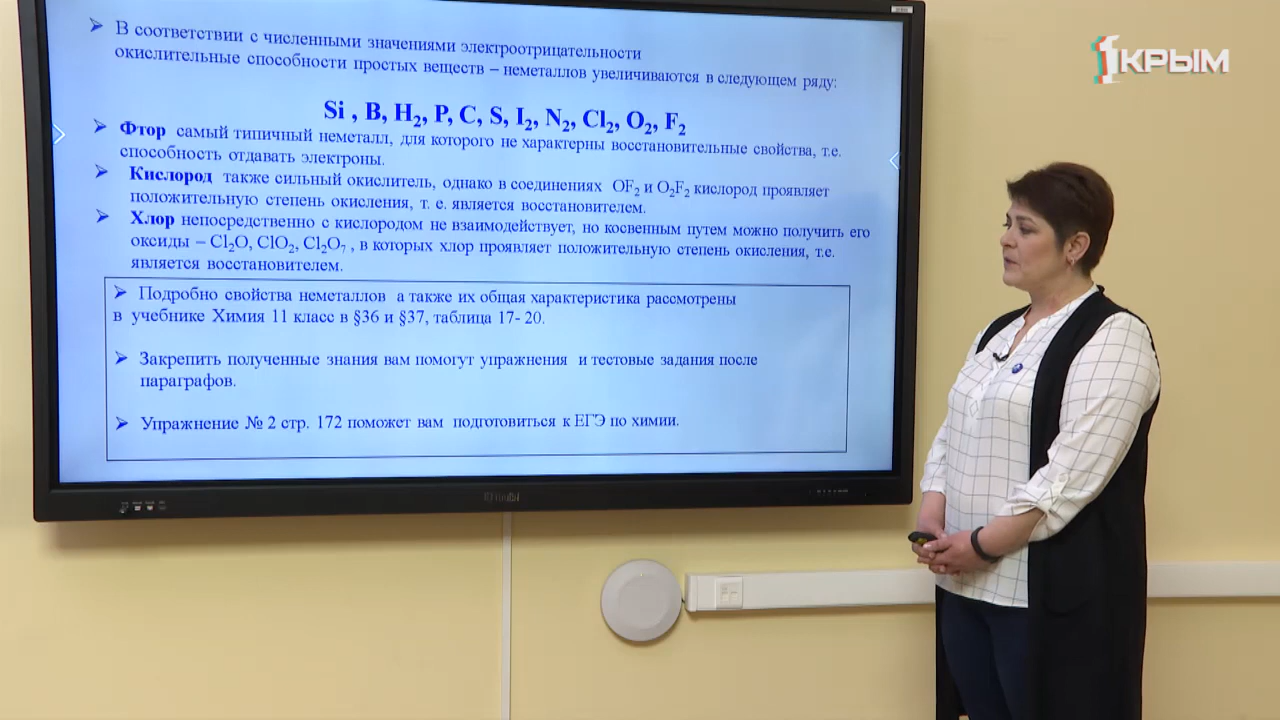 ➢ В соответствии с численными значениями электроотрицательности
окислительные способности простых веществ – неметаллов увеличиваются в следующем ряду:
Si , B, H₂, P, C, S, I₂, N₂, Cl₂, O₂, F₂
➢ Фтор самый типичный неметалл, для которого не характерны восстановительные свойства, т.е.
способность отдавать электроны.
➢ Кислород также сильный окислитель, однако в соединениях OF₂ и O₂F₂ кислород проявляет
положительную степень окисления, т. е. является восстановителем.
➢ Хлор непосредственно с кислородом не взаимодействует, но косвенным путем можно получить его
оксиды – Cl₂O, ClO₂, Cl₂O₇ , в которых хлор проявляет положительную степень окисления, т.е.
является восстановителем.
➢ Подробно свойства неметаллов а также их общая характеристика рассмотрены
в учебнике Химия 11 класс в §36 и §37, таблица 17- 20.
➢ Закрепить полученные знания вам помогут упражнения и тестовые задания после
параграфов.
➢ Упражнение № 2 стр. 172 поможет вам подготовиться к ЕГЭ по химии.
1 КРЫМ